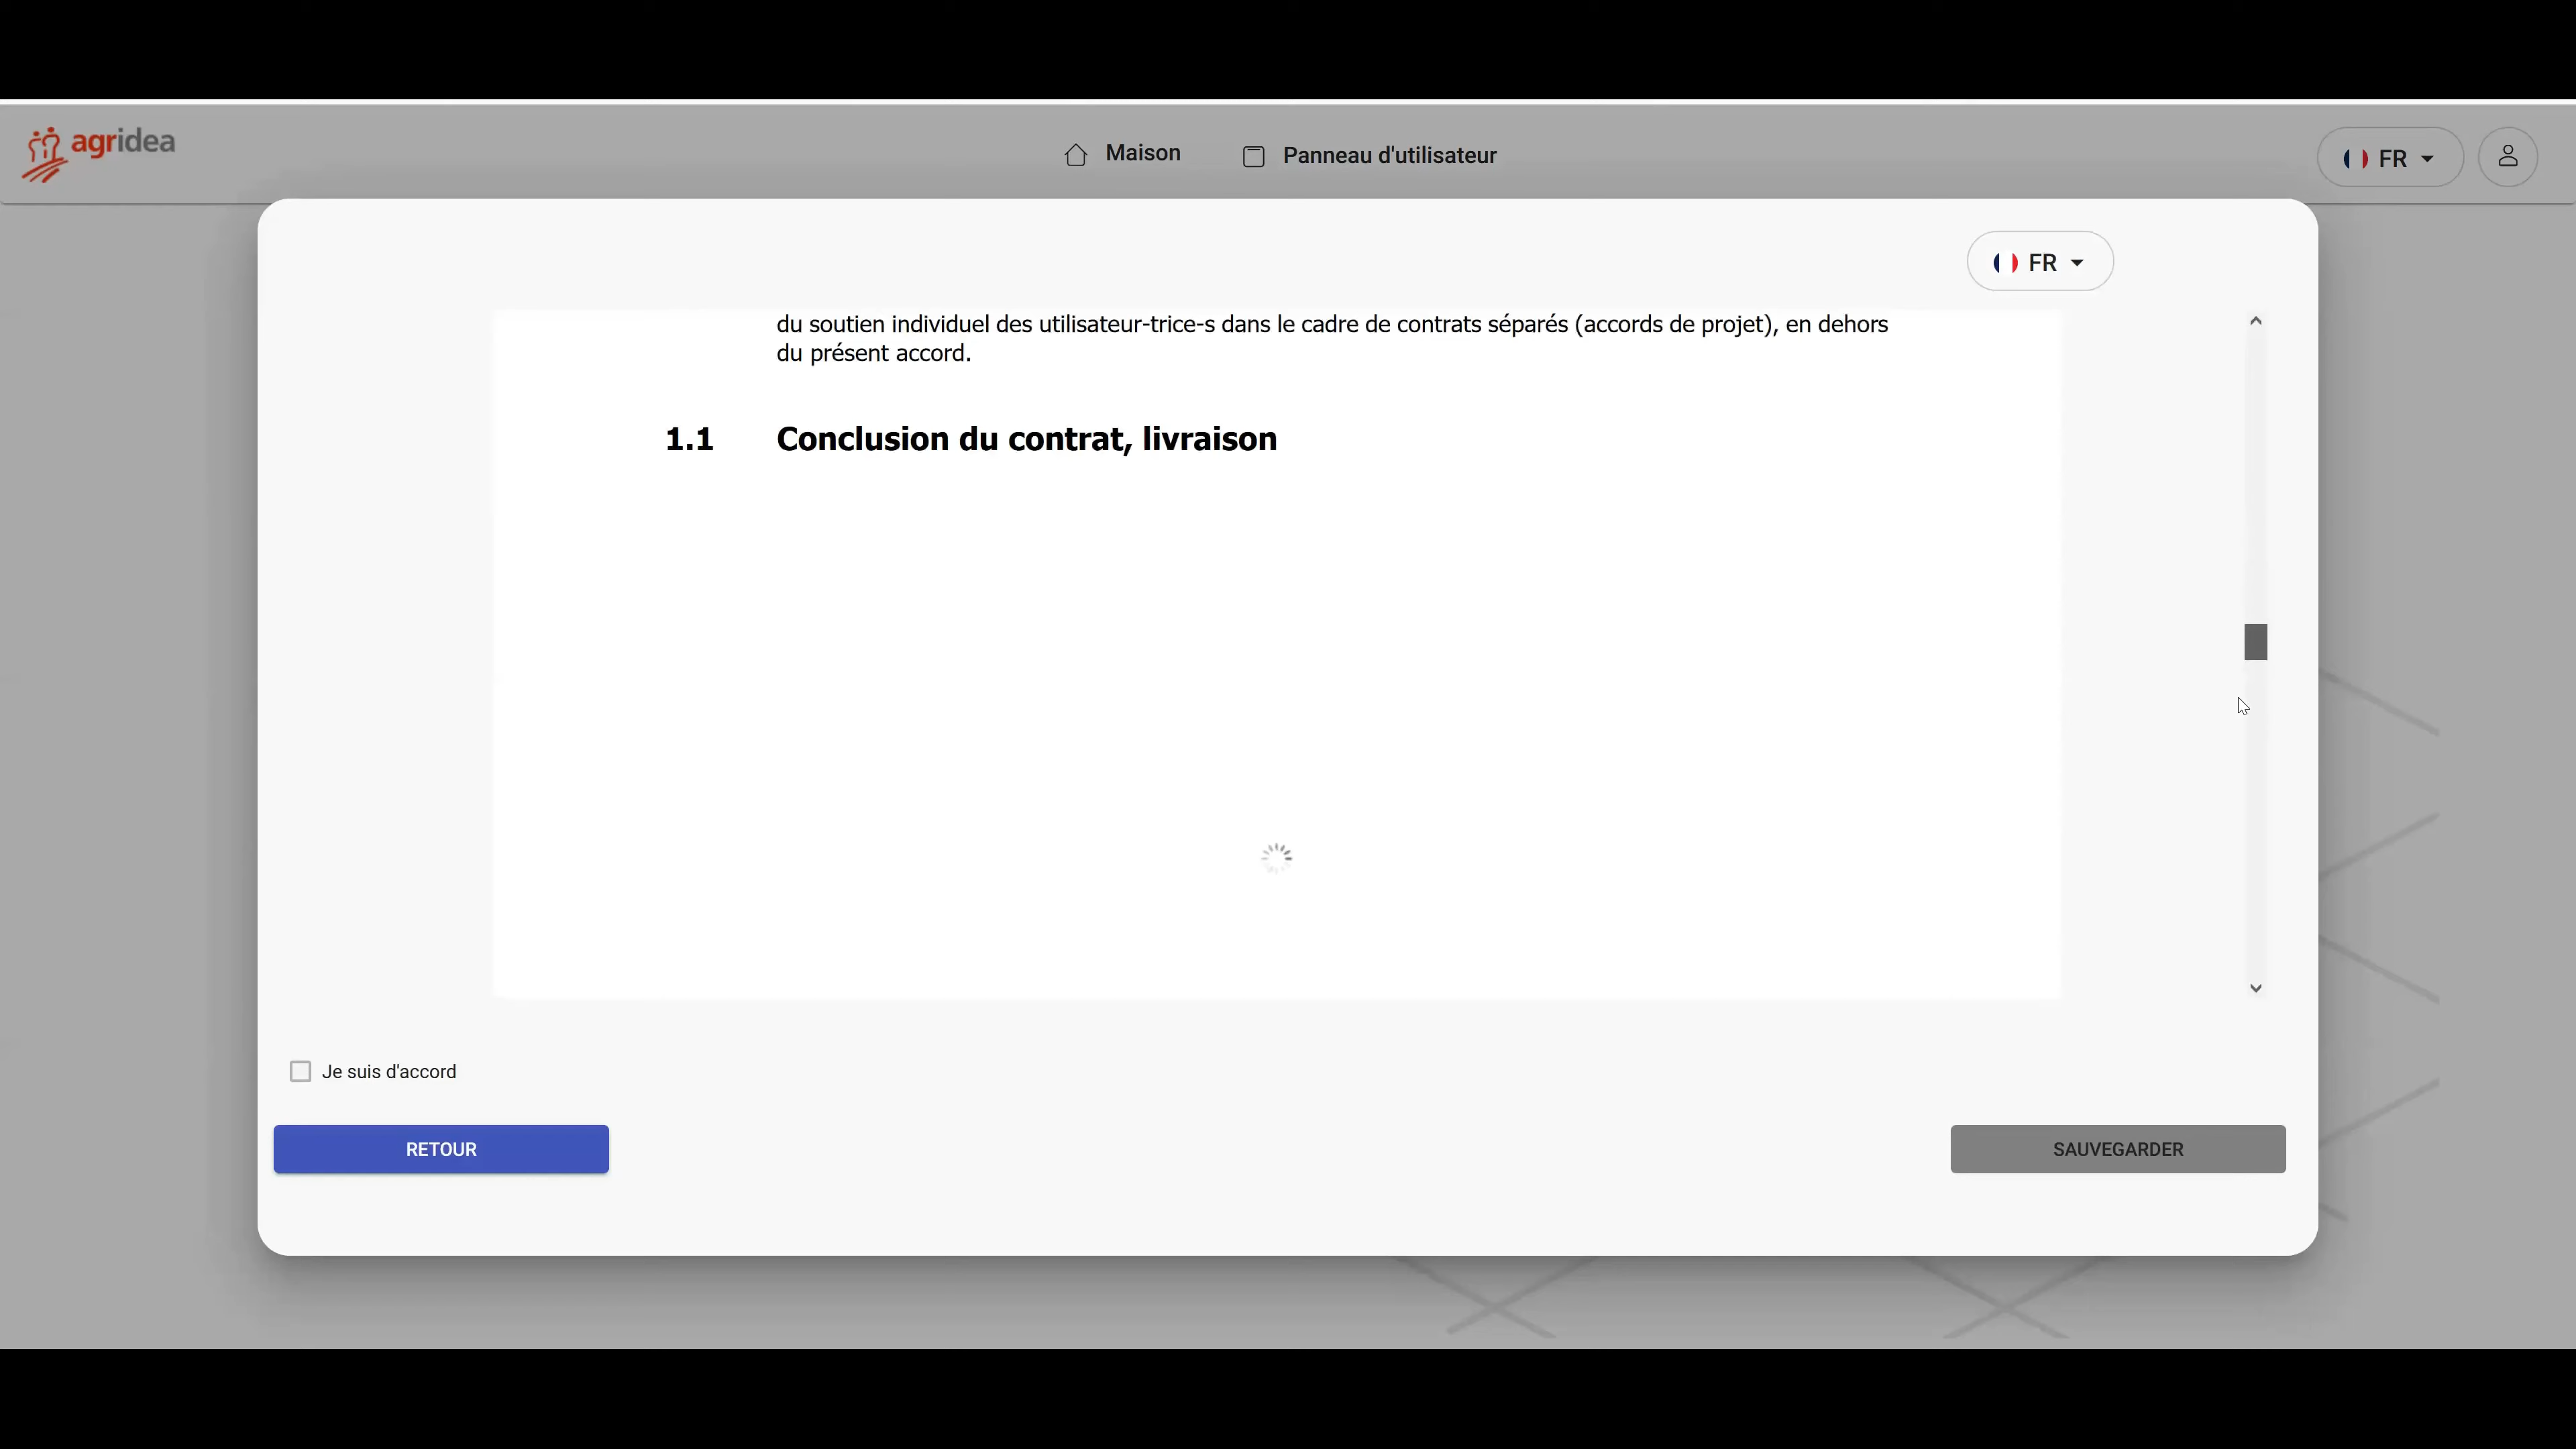 agridea
Maison
Panneau d'utilisateur
FR
FR
du soutien individuel des utilisateur-trice-s dans le cadre de contrats séparés (accords de projet), en dehors
du présent accord.
1.1 Conclusion du contrat, livraison
Je suis d'accord
RETOUR
SAUVEGARDER